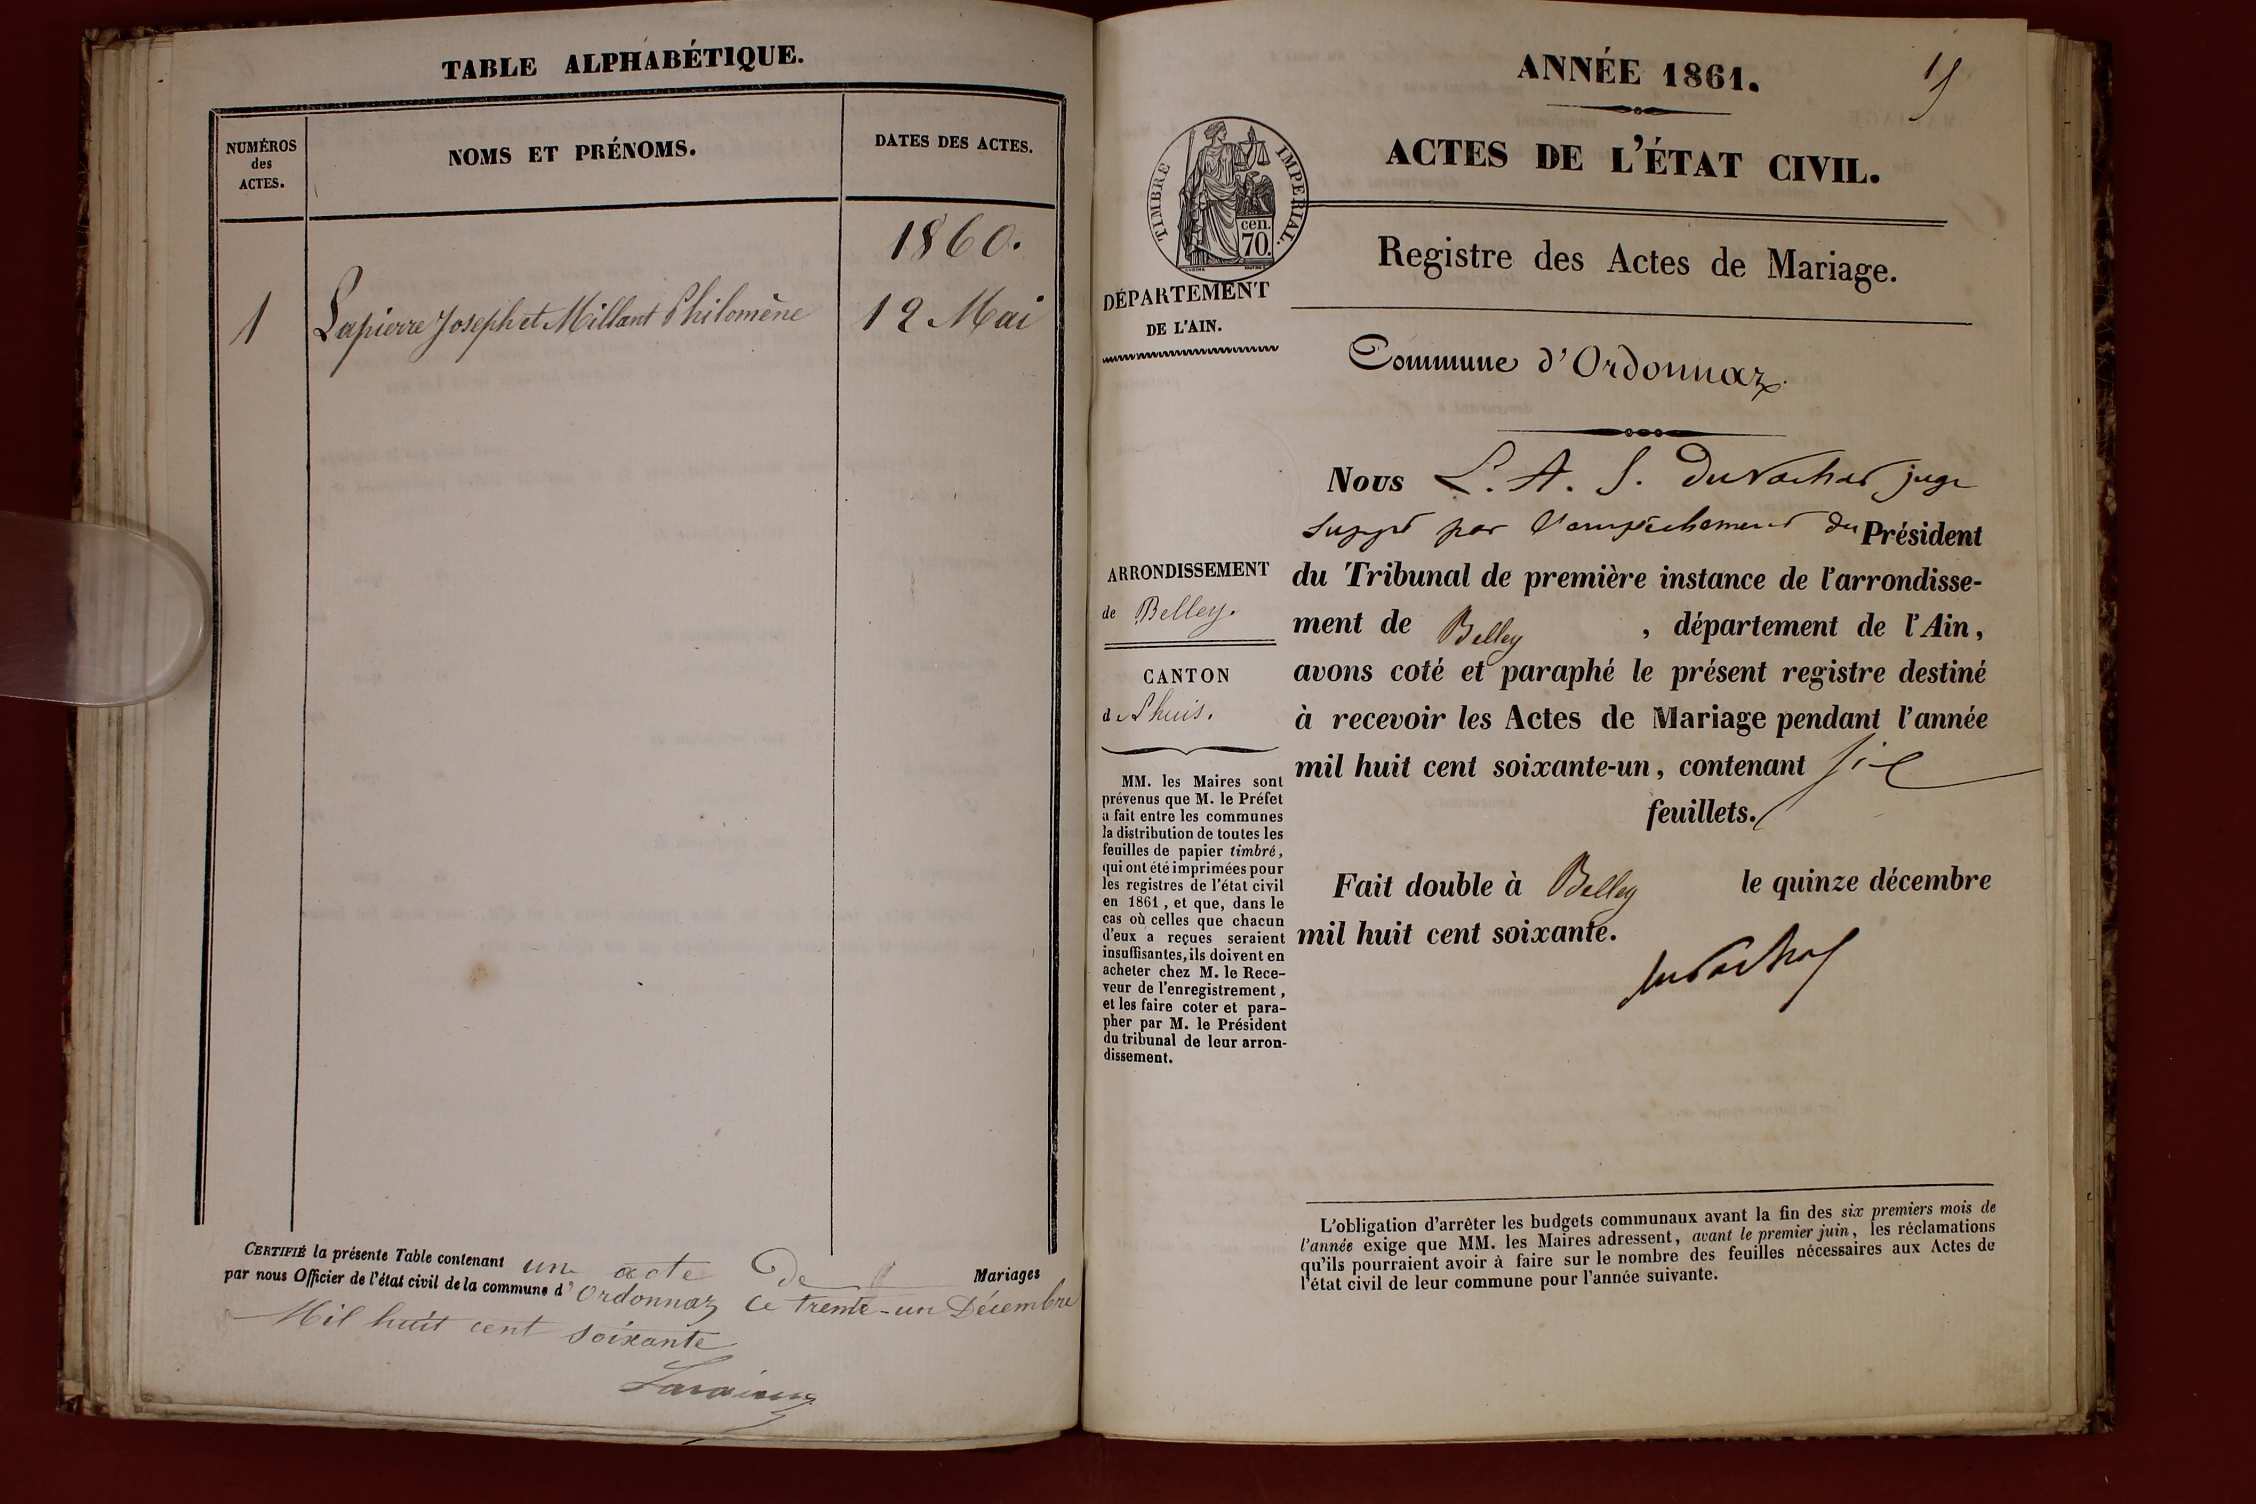 TABLE ALPHABÉTIQUE.
NUMÉROS
des
ACTES.
NOMS ET PRÉNOMS.
DATES DES ACTES.
1860.
1 Lapierre Joseph et Millant Philomène 12 Mai
CERTIFIÉ la présente Table contenant un acte de Mariages
par nous Officier de l'état civil de la commune d'Ordonnaz ce trente-un Décembre
Mil huit cent soixante
ANNÉE 1861.
ACTES DE L'ÉTAT CIVIL.
TIMBRE IMPÉRIAL.
cen.
70.
Registre des Actes de Mariage.
DÉPARTEMENT
DE L'AIN.
Commune d'Ordonnaz.
ARRONDISSEMENT
de Belley.
CANTON
de Lhuis.
MM. les Maires sont
prévenus que M. le Préfet
a fait entre les communes
la distribution de toutes les
feuilles de papier timbré,
qui ont été imprimées pour
les registres de l'état civil
en 1861, et que, dans le
cas où celles que chacun
d'eux a reçues seraient
insuffisantes, ils doivent en
acheter chez M. le Rece-
veur de l'enregistrement,
et les faire coter et para-
pher par M. le Président
du tribunal de leur arron-
dissement.
Nous L. A. S. juge
suppt par l'empêchement du Président
du Tribunal de première instance de l'arrondisse-
ment de Belley, département de l'Ain,
avons coté et paraphé le présent registre destiné
à recevoir les Actes de Mariage pendant l'année
mil huit cent soixante-un, contenant six
feuillets.
Fait double à Belley le quinze décembre
mil huit cent soixante.
L'obligation d'arrêter les budgets communaux avant la fin des six premiers mois de
l'année exige que MM. les Maires adressent, avant le premier juin, les réclamations
qu'ils pourraient avoir à faire sur le nombre des feuilles nécessaires aux Actes de
l'état civil de leur commune pour l'année suivante.